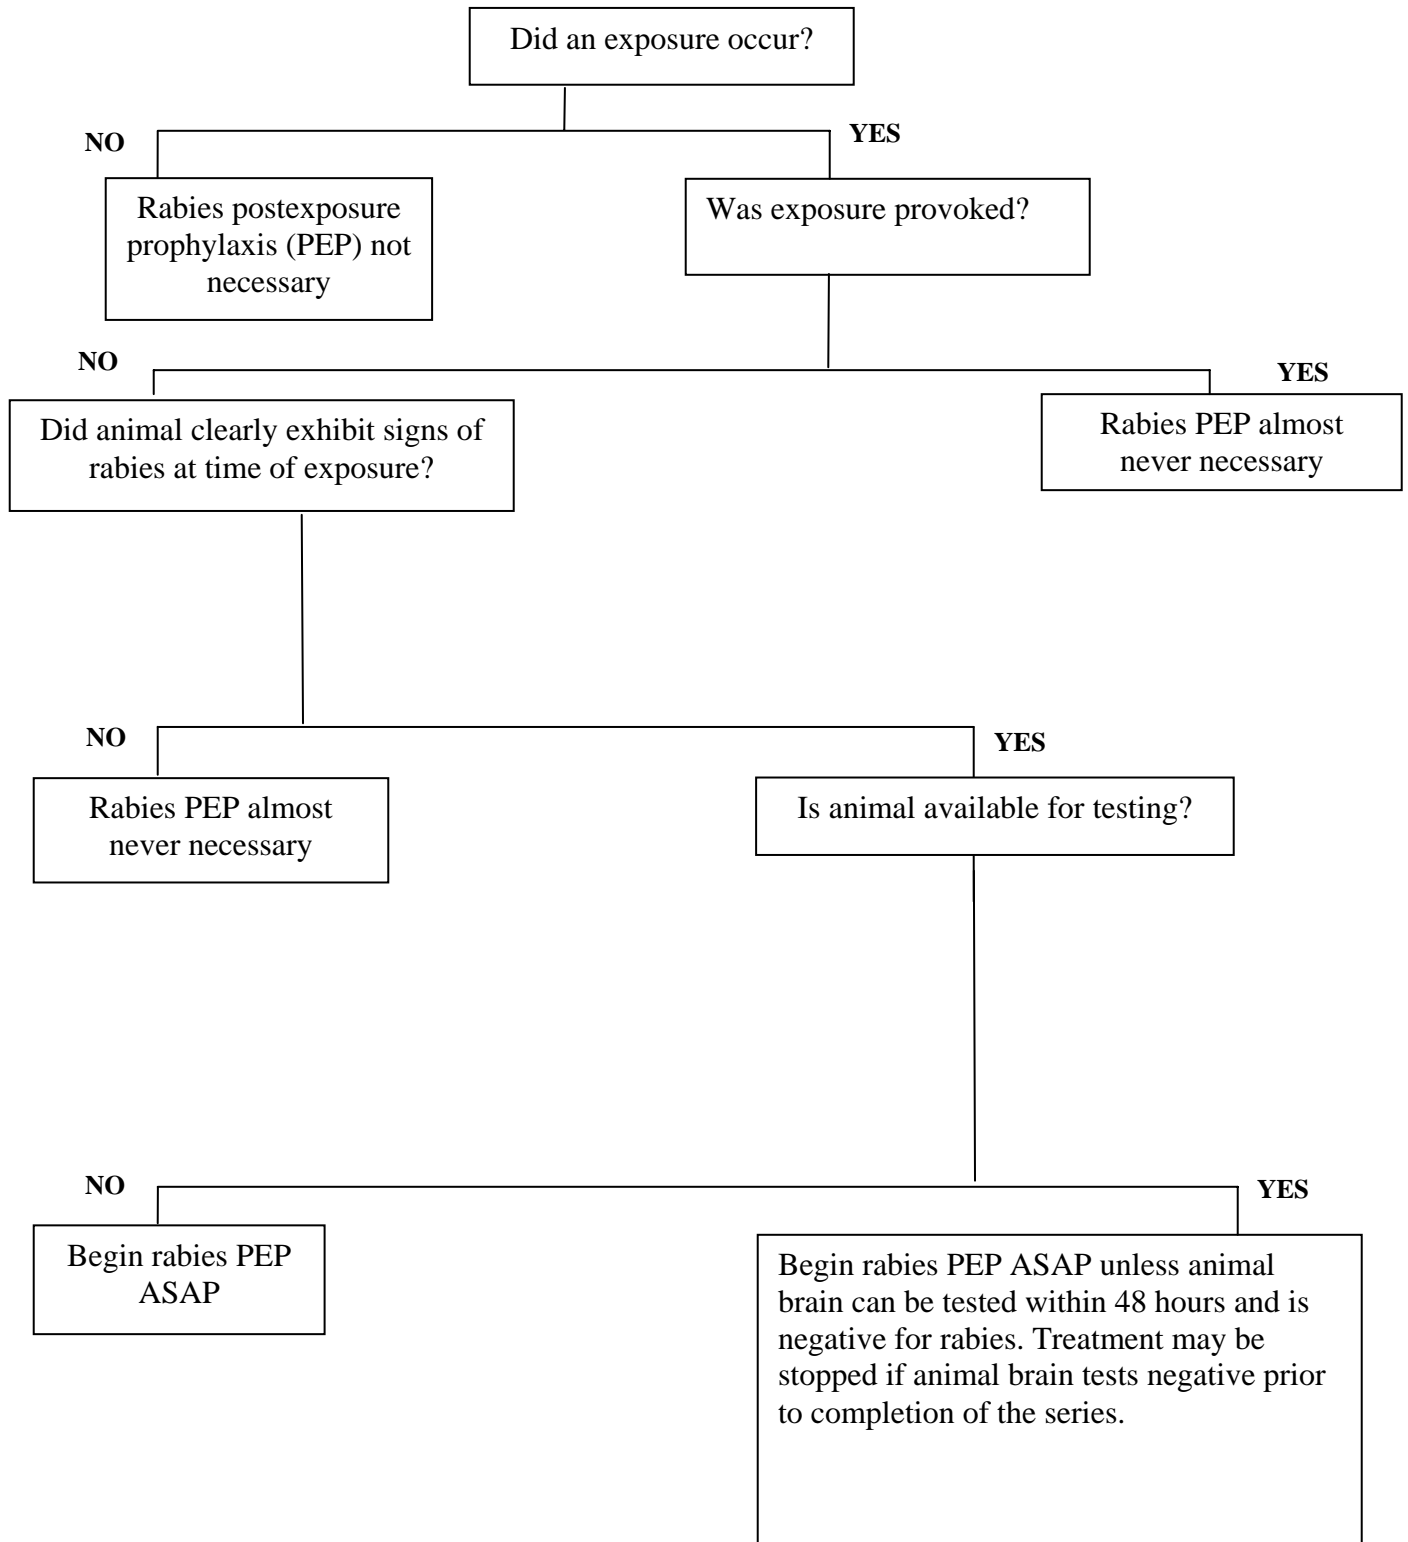 Did an exposure occur?
NO
YES
Rabies postexposure
prophylaxis (PEP) not
necessary
Was exposure provoked?
NO
YES
Did animal clearly exhibit signs of
rabies at time of exposure?
Rabies PEP almost
never necessary
NO
YES
Rabies PEP almost
never necessary
Is animal available for testing?
NO
YES
Begin rabies PEP
ASAP
Begin rabies PEP ASAP unless animal
brain can be tested within 48 hours and is
negative for rabies. Treatment may be
stopped if animal brain tests negative prior
to completion of the series.